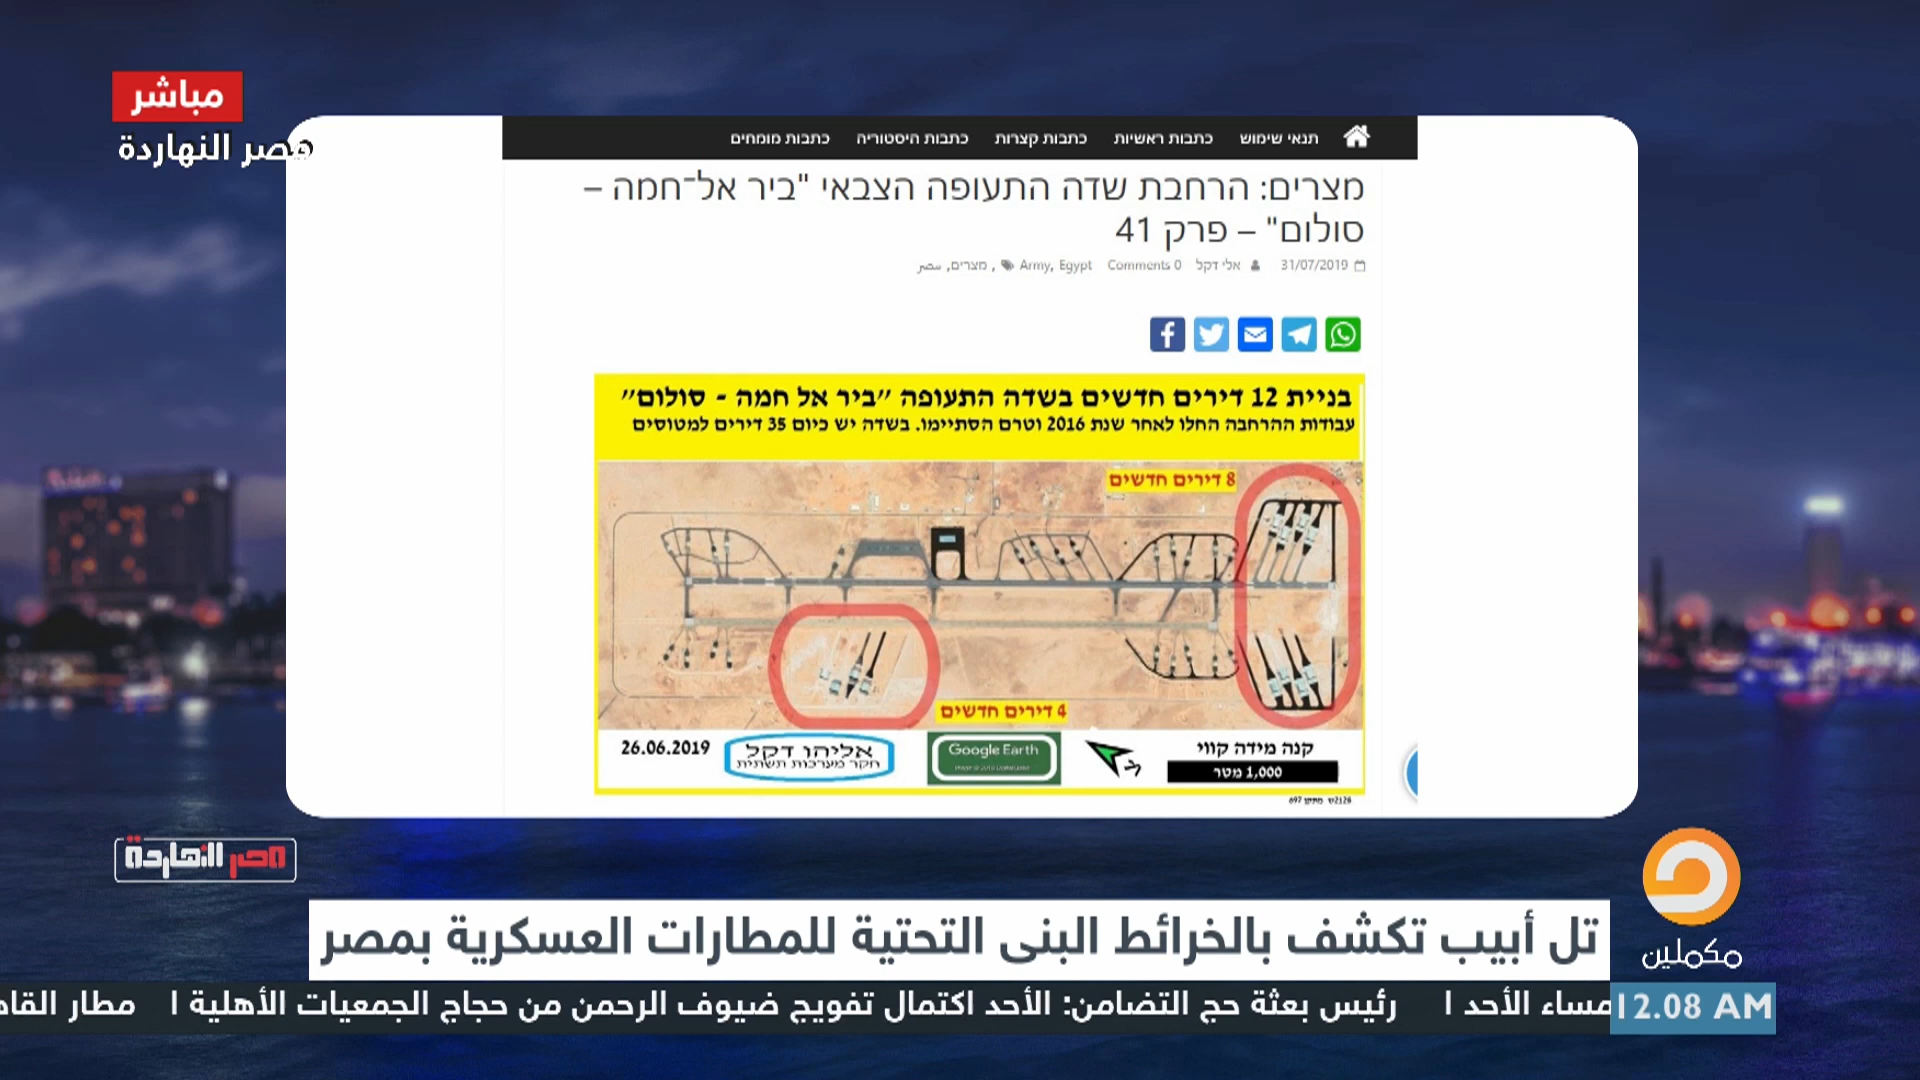 مباشر
مصر النهاردة
תנאי שימוש כתבות ראשיות כתבות קצרות כתבות היסטוריה כתבות מומחים
מצרים: הרחבת שדה התעופה הצבאי "ביר אל־חמה –
סולום" – פרק 41
31/07/2019 אלי דקל 0 Comments Army, Egypt, מצרים, مصر
בניית 12 דירים חדשים בשדה התעופה "ביר אל חמה - סולום"
עבודות ההרחבה החלו לאחר שנת 2016 וטרם הסתיימו. בשדה יש כיום 35 דירים למטוסים
8 דירים חדשים
4 דירים חדשים
26.06.2019
אליהו דקל
חקר מערכות תשתית
Google Earth
קנה מידה קווי
1,000 מטר
مصر النهاردة
تل أبيب تكشف بالخرائط البنى التحتية للمطارات العسكرية بمصر
مكملين
مساء الأحد | رئيس بعثة حج التضامن: الأحد اكتمال تفويج ضيوف الرحمن من حجاج الجمعيات الأهلية | مطار
12.08 AM